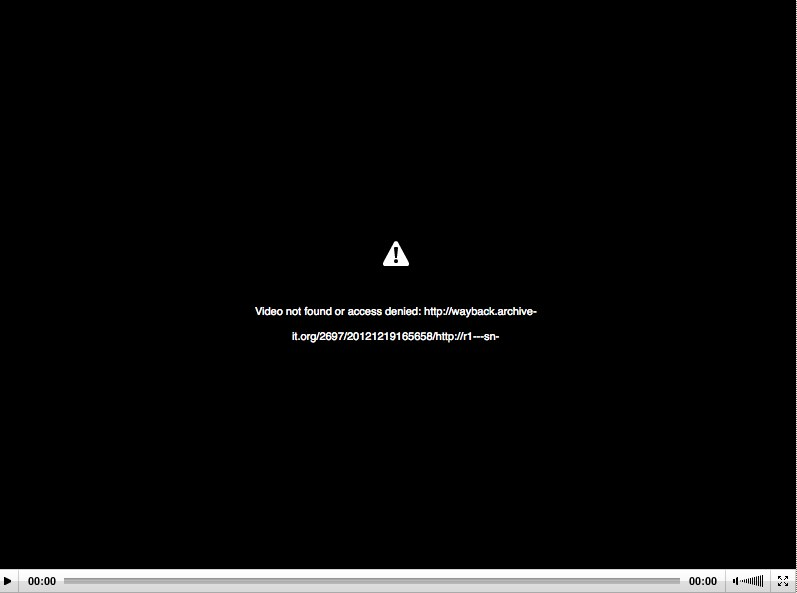 Video not found or access denied: http://wayback.archive-
it.org/2697/20121219165658/http://r1---sn-
00:00 00:00